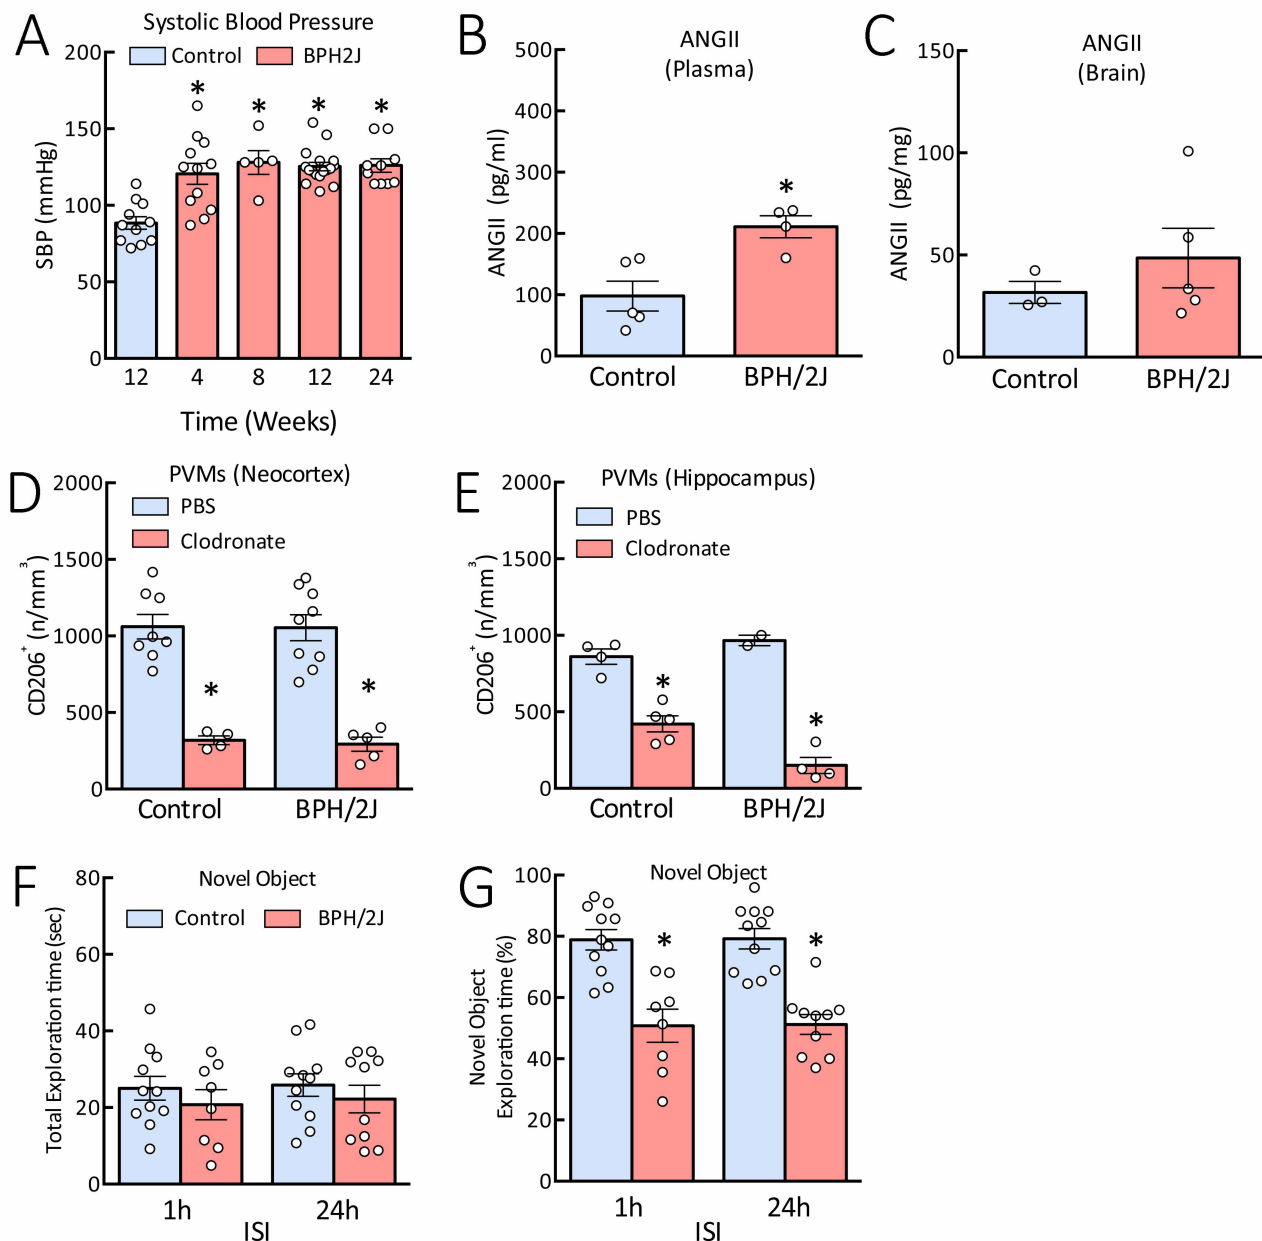 A
Systolic Blood Pressure
Control
BPH2J
SBP (mmHg)
200
150
100
50
0
*
*
*
*
12
4
8
12
24
Time (Weeks)
B
ANGII
(Plasma)
ANGII (pg/ml)
500
400
300
200
100
0
*
Control
BPH/2J
C
ANGII
(Brain)
ANGII (pg/mg)
150
100
50
0
Control
BPH/2J
D
PVMs (Neocortex)
PBS
Clodronate
CD206⁺ (n/mm³)
2000
1500
1000
500
0
*
*
Control
BPH/2J
E
PVMs (Hippocampus)
PBS
Clodronate
CD206⁺ (n/mm³)
2000
1500
1000
500
0
*
*
Control
BPH/2J
F
Novel Object
Control
BPH/2J
Total Exploration time (sec)
80
60
40
20
0
1h
24h
ISI
G
Novel Object
Novel Object
Exploration time (%)
100
80
60
40
20
0
*
*
1h
24h
ISI